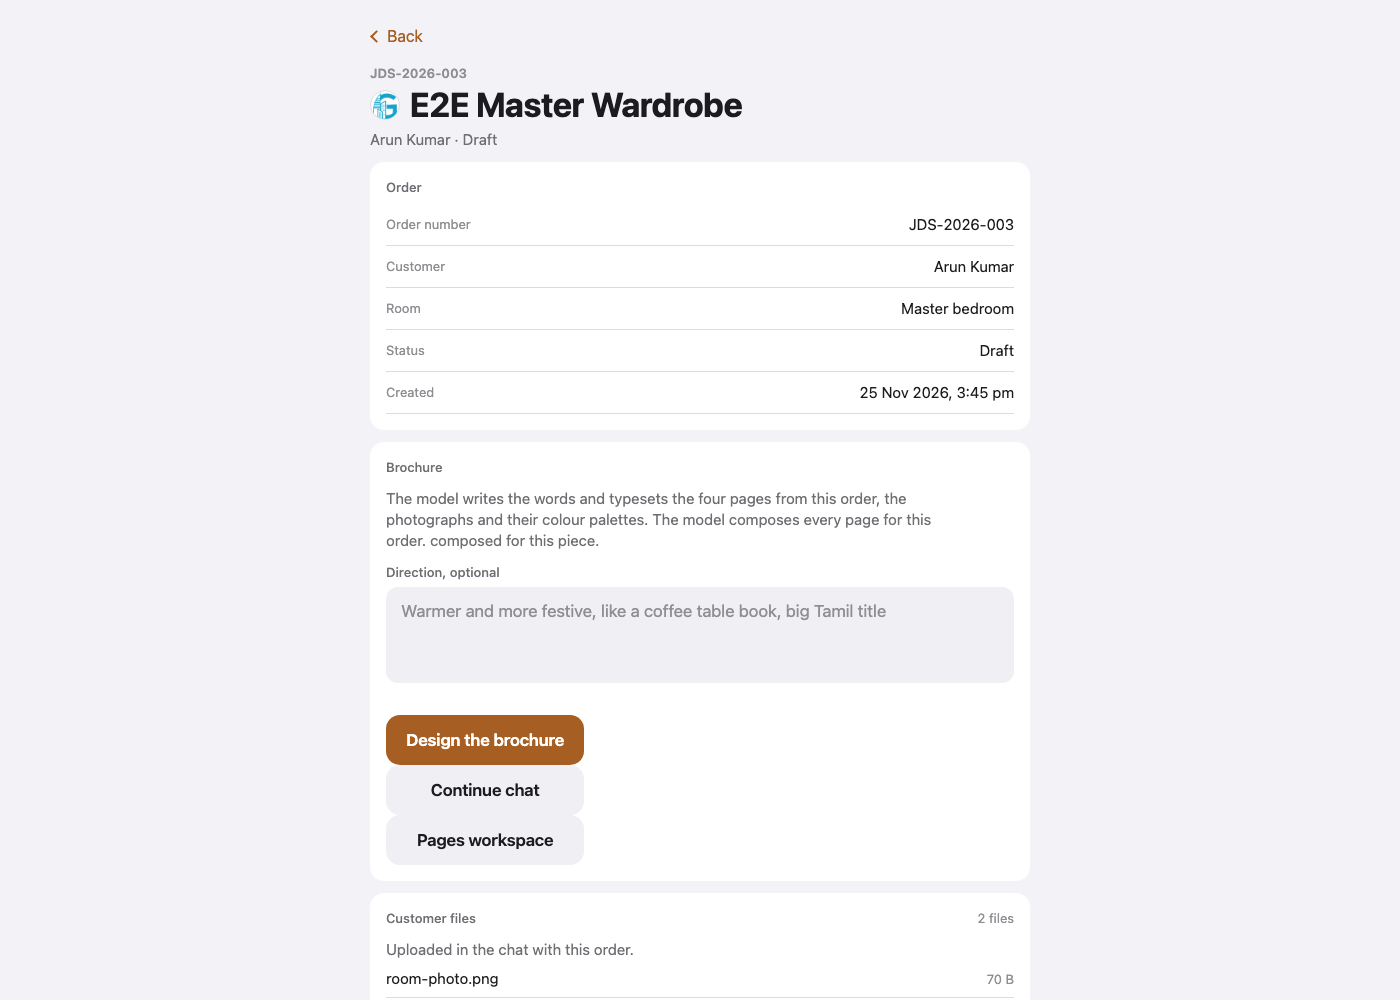 Back
JDS-2026-003
E2E Master Wardrobe
Arun Kumar · Draft
Order
Order number JDS-2026-003
Customer Arun Kumar
Room Master bedroom
Status Draft
Created 25 Nov 2026, 3:45 pm
Brochure
The model writes the words and typesets the four pages from this order, the
photographs and their colour palettes. The model composes every page for this
order. composed for this piece.
Direction, optional
Warmer and more festive, like a coffee table book, big Tamil title
Design the brochure
Continue chat
Pages workspace
Customer files 2 files
Uploaded in the chat with this order.
room-photo.png 70 B